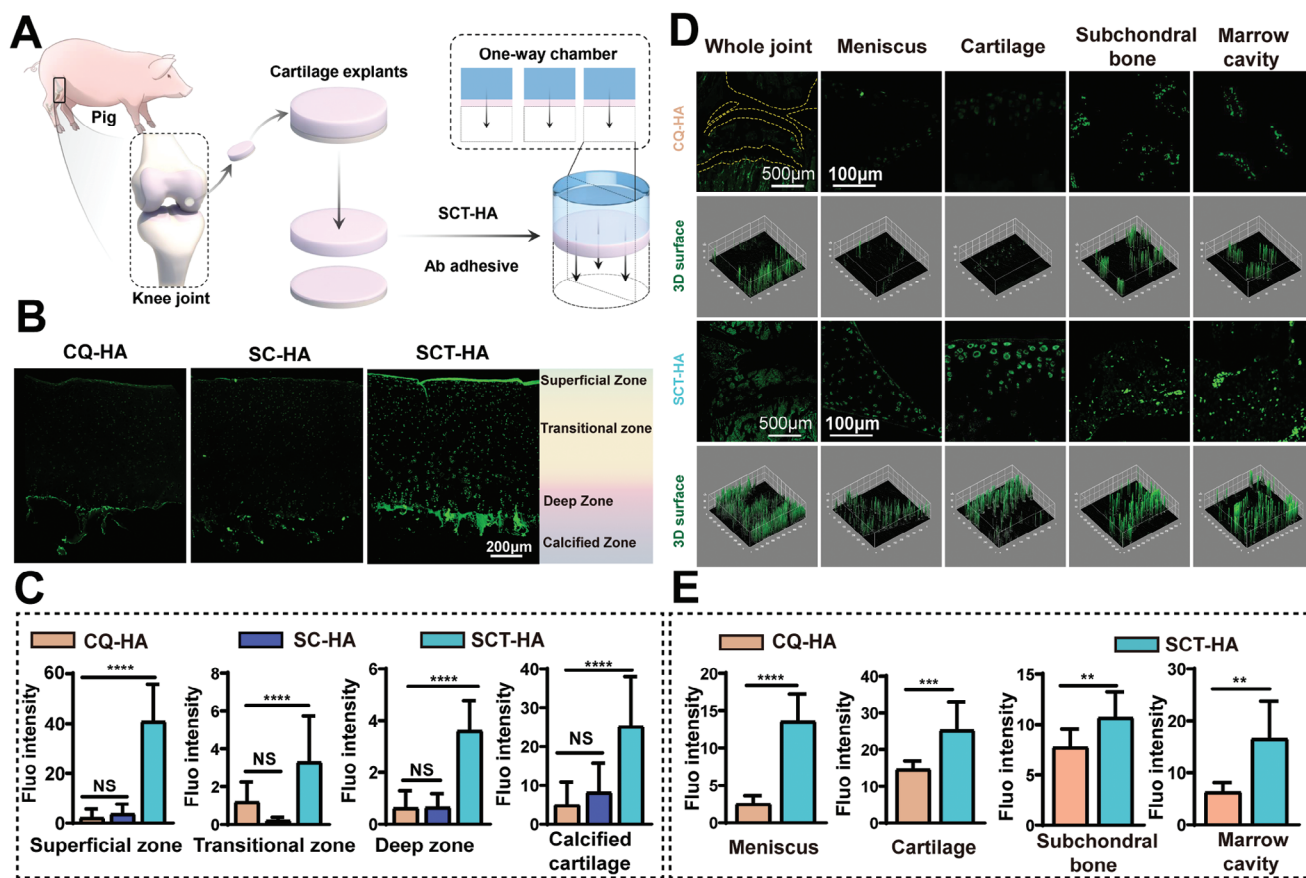 A
Pig
Knee joint
Cartilage explants
SCT-HA
Ab adhesive
One-way chamber
B
CQ-HA
SC-HA
SCT-HA
Superficial Zone
Transitional zone
Deep Zone
Calcified Zone
200μm
C
CQ-HA
SC-HA
SCT-HA
Fluo intensity
60
40
20
0
****
NS
Superficial zone
Fluo intensity
8
6
4
2
0
****
NS
Transitional zone
Fluo intensity
6
4
2
0
****
NS
Deep zone
Fluo intensity
40
30
20
10
0
****
NS
Calcified
cartilage
D
Whole joint
Meniscus
Cartilage
Subchondral
bone
Marrow
cavity
CQ-HA
500μm
100μm
3D surface
SCT-HA
500μm
100μm
3D surface
E
CQ-HA
SCT-HA
Fluo intensity
20
15
10
5
0
****
Meniscus
Fluo intensity
40
30
20
10
0
***
Cartilage
Fluo intensity
15
10
5
0
**
Subchondral
bone
Fluo intensity
30
20
10
0
**
Marrow
cavity